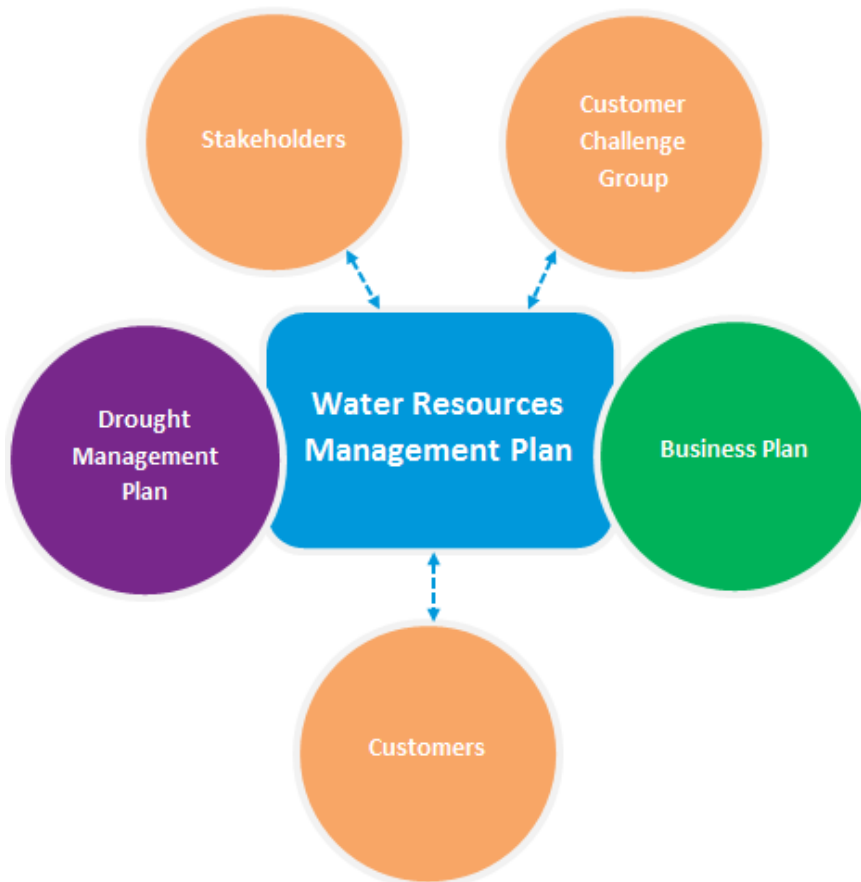 Stakeholders
Customer
Challenge
Group
Water Resources
Management Plan
Drought
Management
Plan
Business Plan
Customers